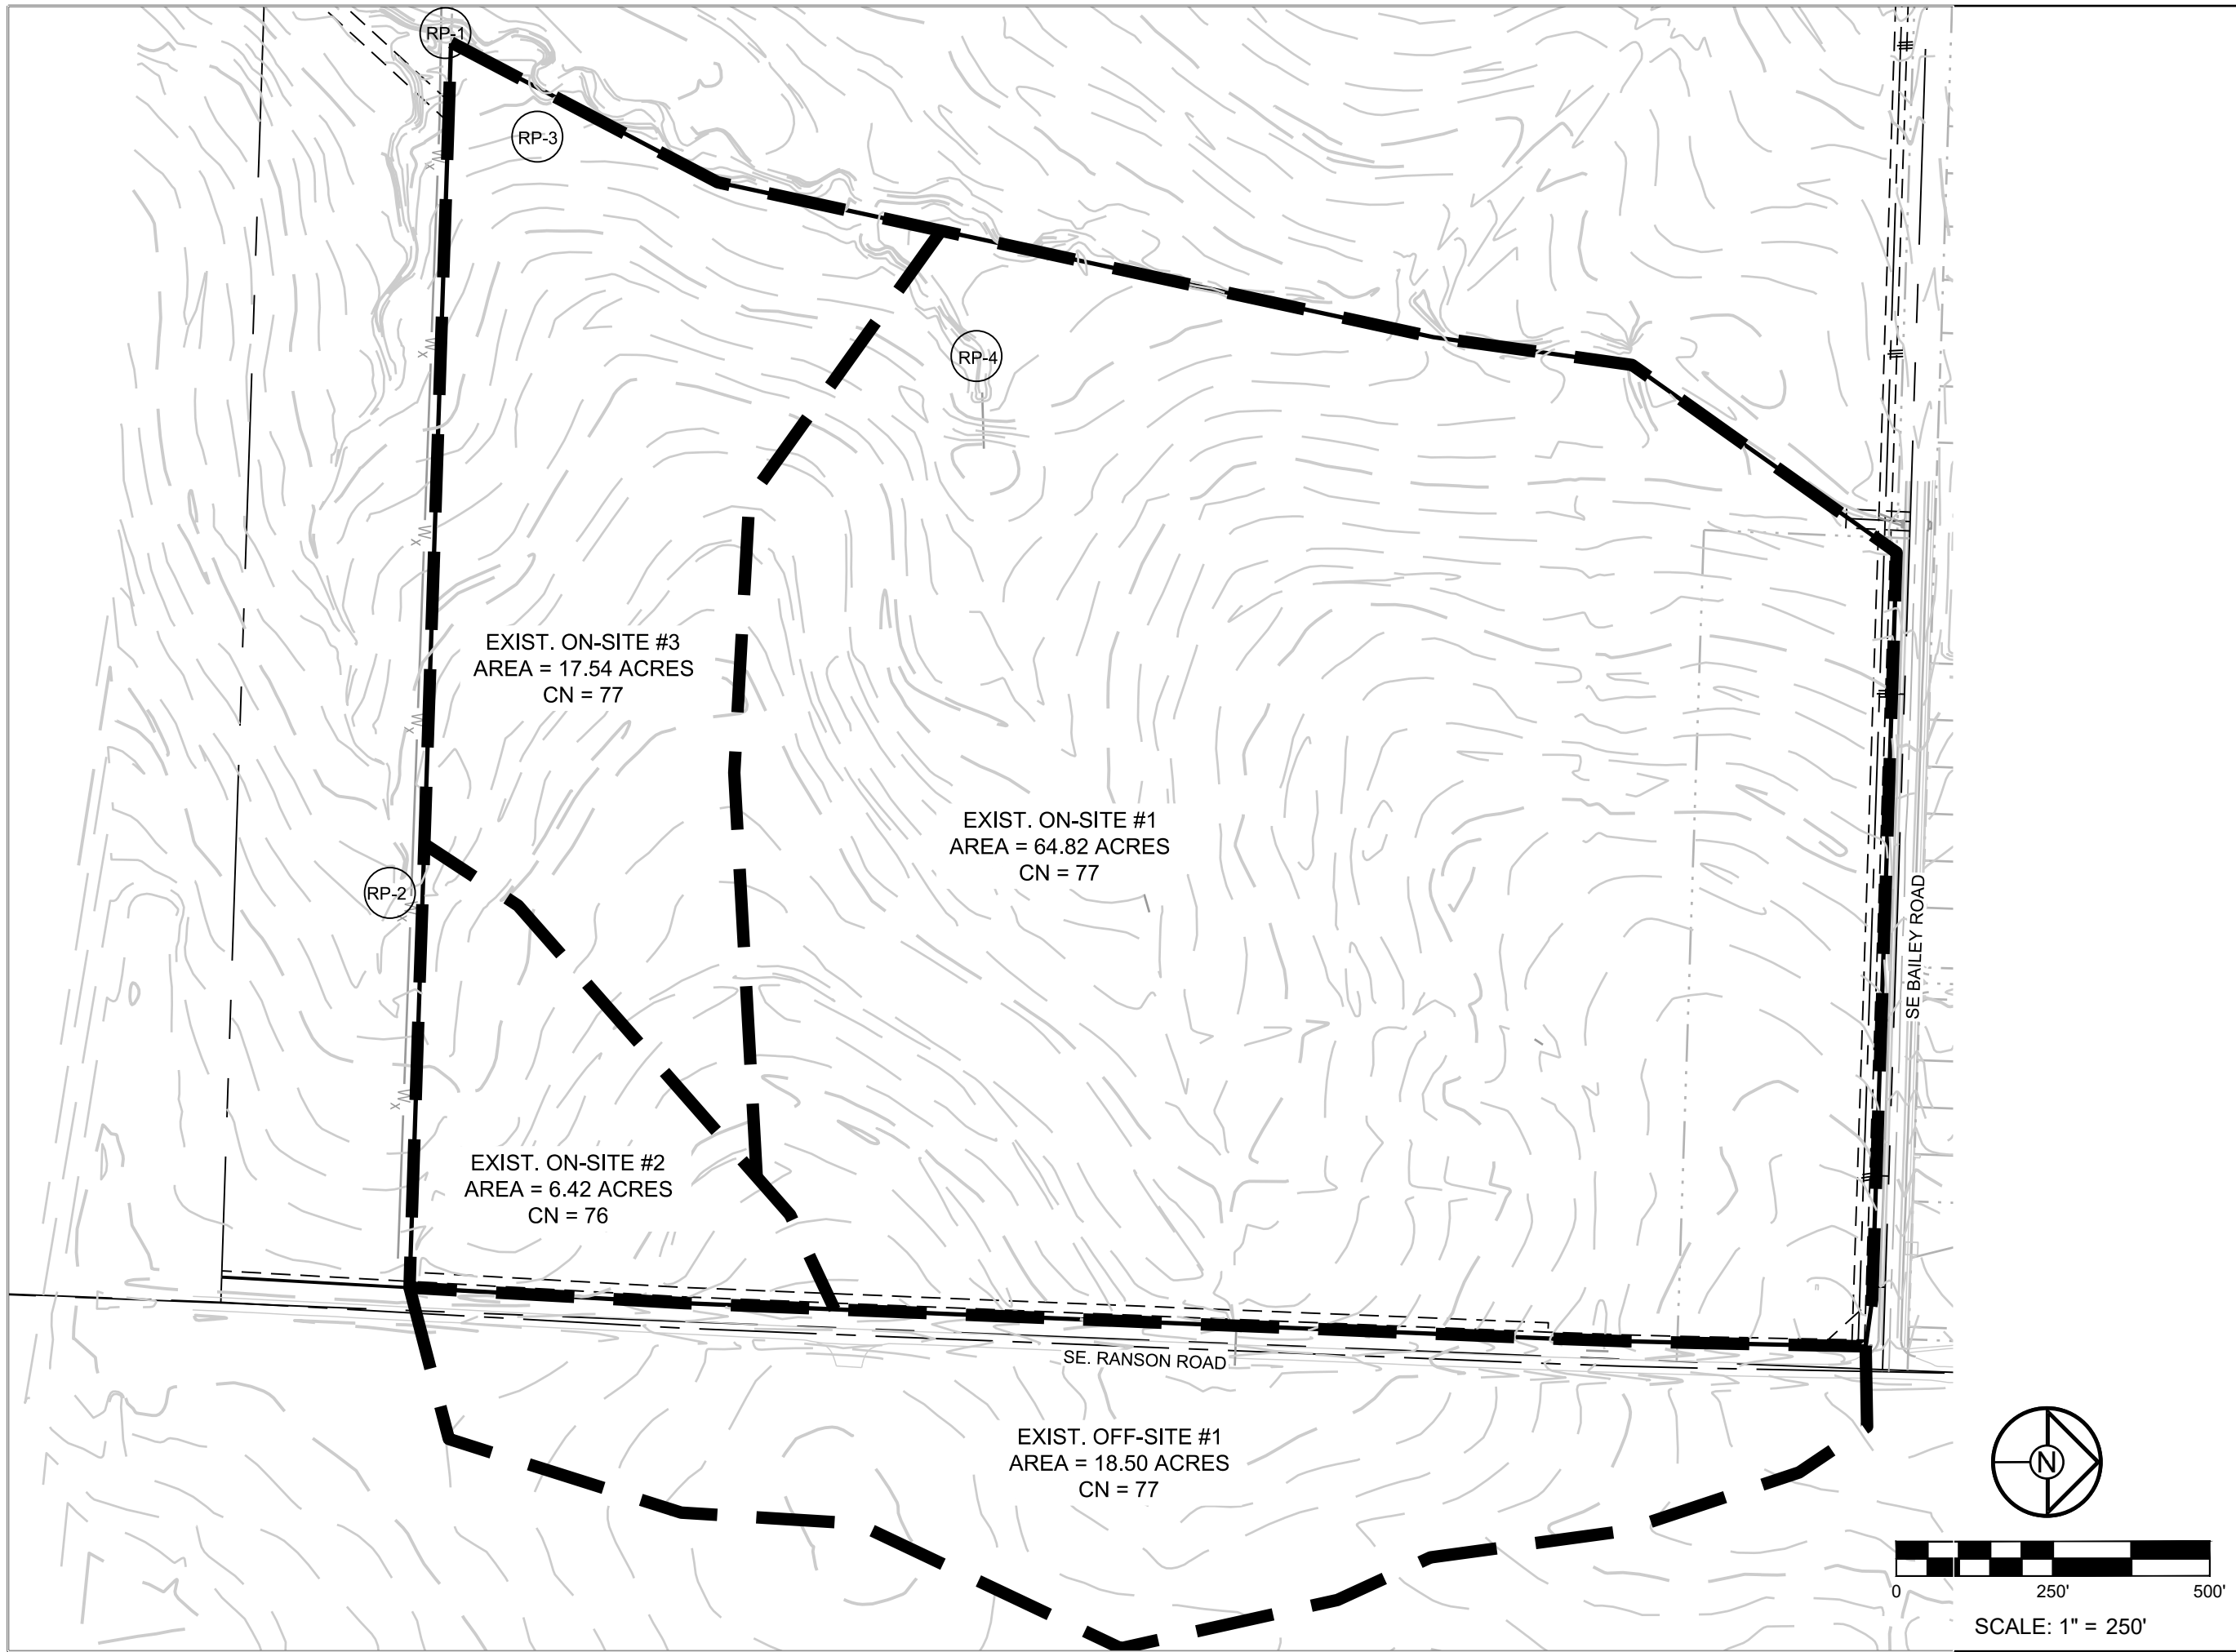 RP-1
RP-3
RP-4
EXIST. ON-SITE #3
AREA = 17.54 ACRES
CN = 77
EXIST. ON-SITE #1
AREA = 64.82 ACRES
CN = 77
RP-2
SE BAILEY ROAD
EXIST. ON-SITE #2
AREA = 6.42 ACRES
CN = 76
SE. RANSON ROAD
EXIST. OFF-SITE #1
AREA = 18.50 ACRES
CN = 77
N
0 250' 500'
SCALE: 1" = 250'
W
x
W
x
W
x
W
x
W
x
W
x